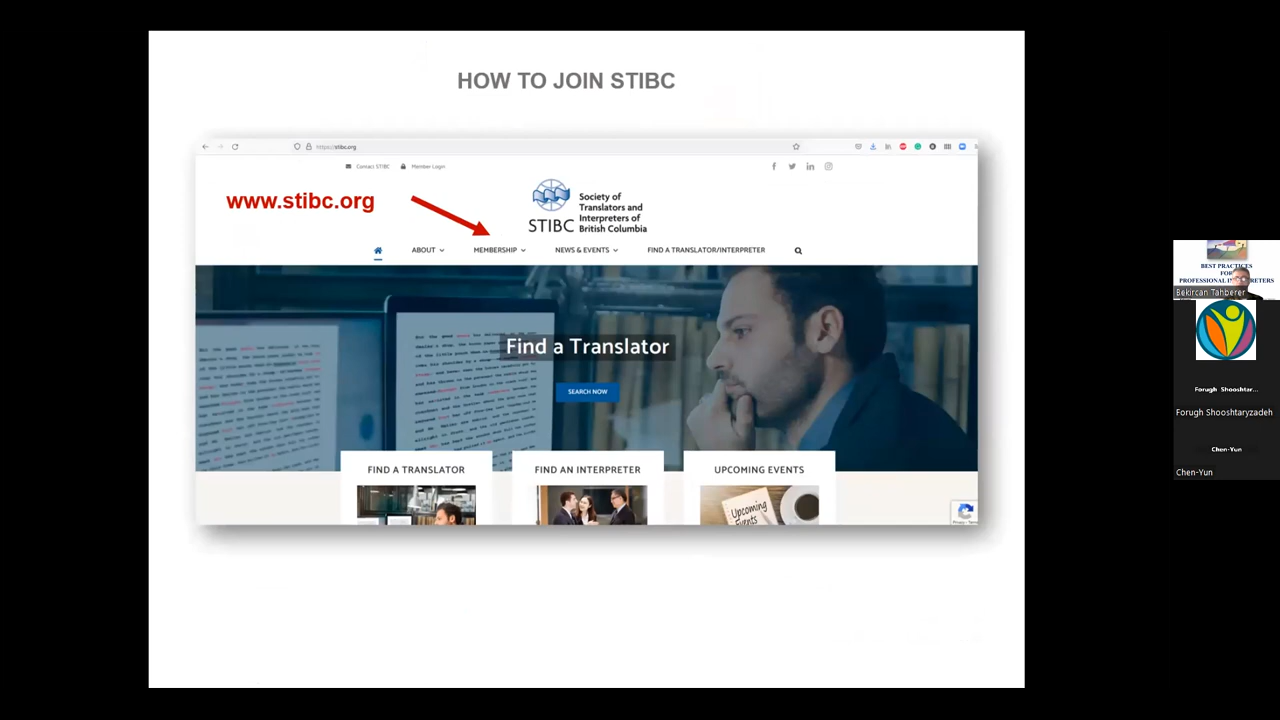 HOW TO JOIN STIBC
https://stibc.org
Contact STIBC
Member Login
www.stibc.org
STIBC
Society of
Translators and
Interpreters of
British Columbia
ABOUT
MEMBERSHIP
NEWS & EVENTS
FIND A TRANSLATOR/INTERPRETER
Find a Translator
SEARCH NOW
FIND A TRANSLATOR
FIND AN INTERPRETER
UPCOMING EVENTS
Upcoming
Events
BEST PRACTICES
FOR
PROFESSIONAL
Bekircan Tahberer
Forugh Shooshtar...
Forugh Shooshtaryzadeh
Chen-Yun
Chen-Yun